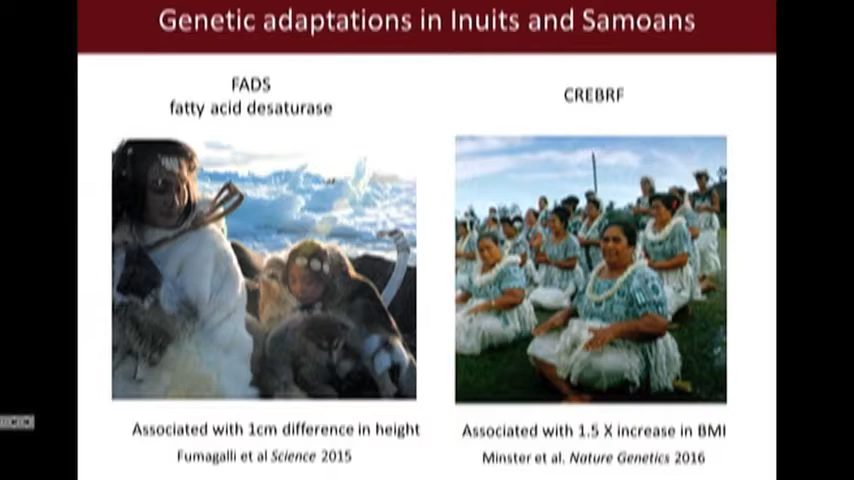 Genetic adaptations in Inuits and Samoans
FADS
fatty acid desaturase
CREBRF
Associated with 1cm difference in height
Fumagalli et al Science 2015
Associated with 1.5 X increase in BMI
Minster et al. Nature Genetics 2016